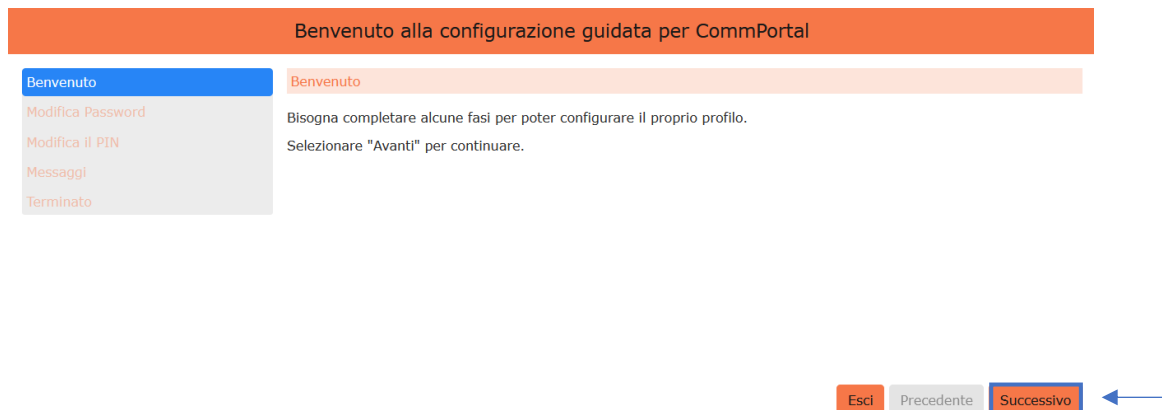 Benvenuto alla configurazione guidata per CommPortal
Benvenuto
Modifica Password
Modifica il PIN
Messaggi
Terminato
Benvenuto
Bisogna completare alcune fasi per poter configurare il proprio profilo.
Selezionare "Avanti" per continuare.
Esci Precedente Successivo